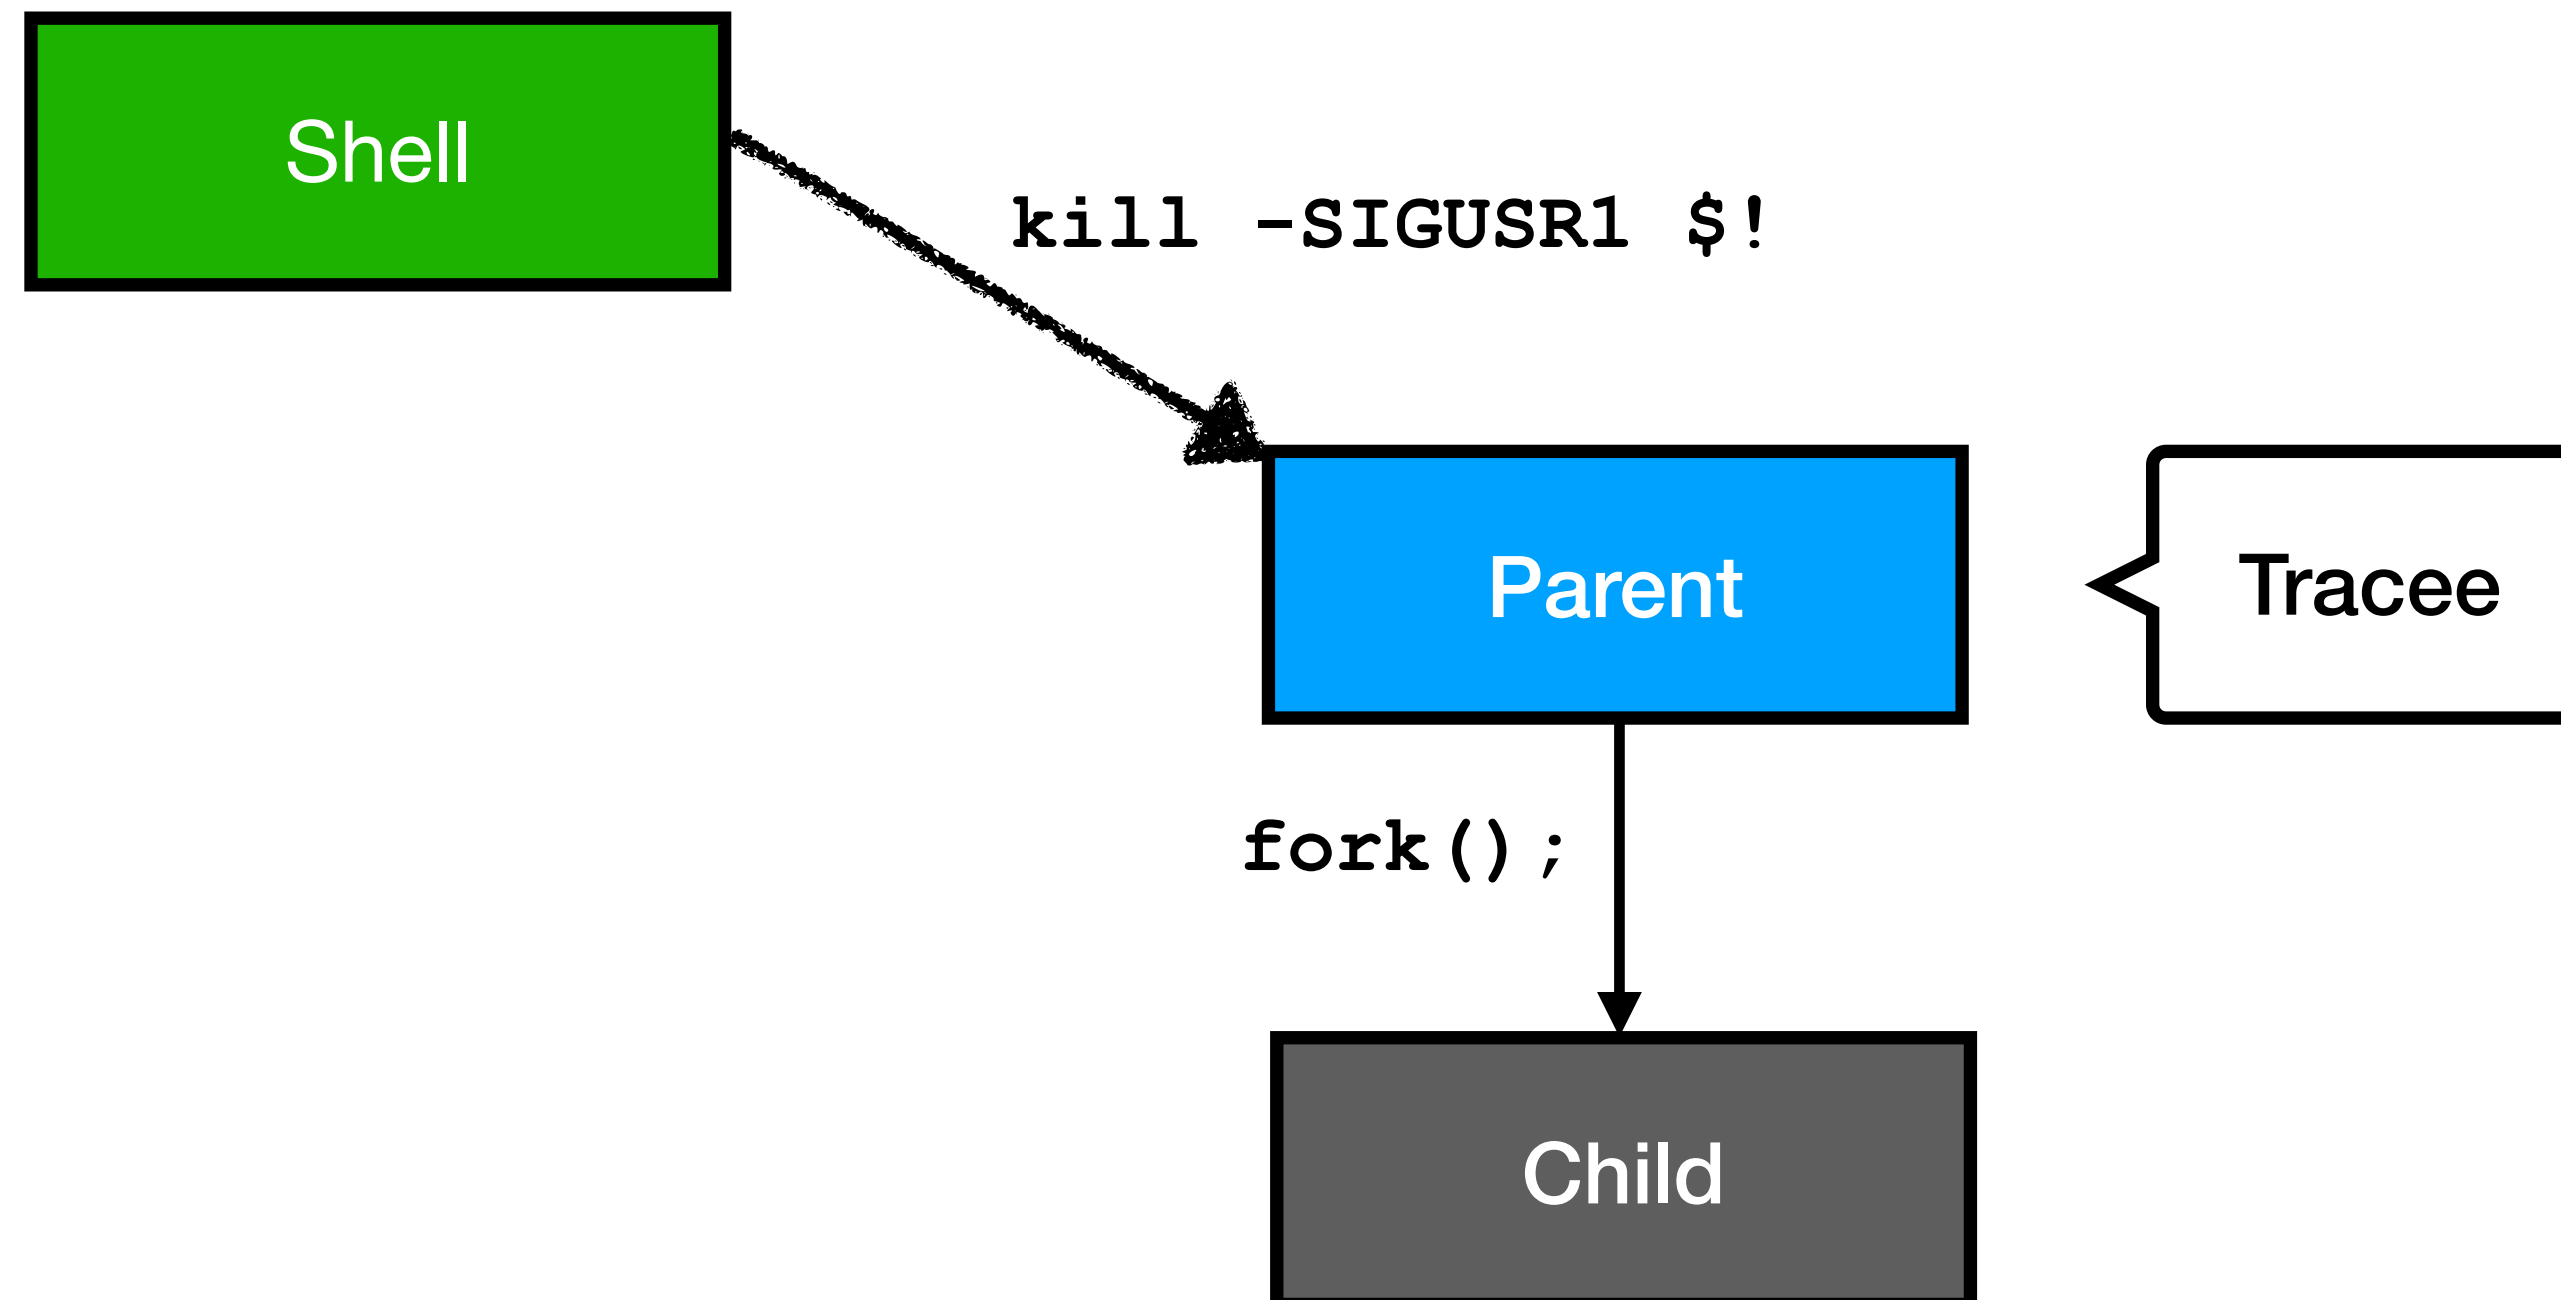 Shell
kill -SIGUSR1 $!
Parent
Tracee
fork();
Child